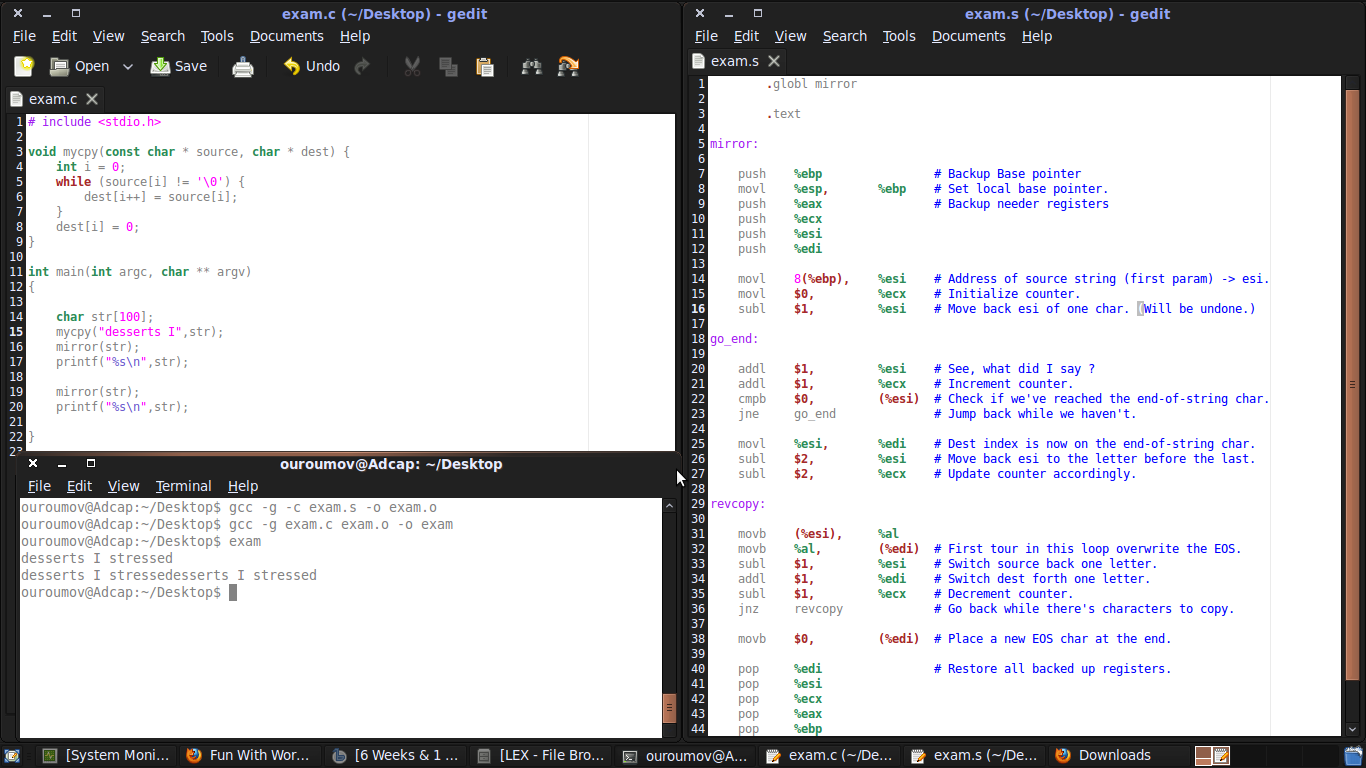 exam.c (~/Desktop) - gedit
File Edit View Search Tools Documents Help
Open Save Undo
exam.c
1 # include <stdio.h>
2
3 void mycpy(const char * source, char * dest) {
4     int i = 0;
5     while (source[i] != '\0') {
6         dest[i++] = source[i];
7     }
8     dest[i] = 0;
9 }
10
11 int main(int argc, char ** argv)
12 {
13
14     char str[100];
15     mycpy("desserts I",str);
16     mirror(str);
17     printf("%s\n",str);
18
19     mirror(str);
20     printf("%s\n",str);
21
22 }
23
ouroumov@Adcap: ~/Desktop
File Edit View Terminal Help
ouroumov@Adcap:~/Desktop$ gcc -g -c exam.s -o exam.o
ouroumov@Adcap:~/Desktop$ gcc -g exam.c exam.o -o exam
ouroumov@Adcap:~/Desktop$ exam
desserts I stressed
desserts I stressedesserts I stressed
ouroumov@Adcap:~/Desktop$
exam.s (~/Desktop) - gedit
File Edit View Search Tools Documents Help
exam.s
1         .globl mirror
2
3         .text
4
5 mirror:
6
7     push    %ebp                # Backup Base pointer
8     movl    %esp,       %ebp    # Set local base pointer.
9     push    %eax                # Backup needer registers
10     push    %ecx
11     push    %esi
12     push    %edi
13
14     movl    8(%ebp),    %esi    # Address of source string (first param) -> esi.
15     movl    $0,         %ecx    # Initialize counter.
16     subl    $1,         %esi    # Move back esi of one char. (Will be undone.)
17
18 go_end:
19
20     addl    $1,         %esi    # See, what did I say ?
21     addl    $1,         %ecx    # Increment counter.
22     cmpb    $0,         (%esi)  # Check if we've reached the end-of-string char.
23     jne     go_end              # Jump back while we haven't.
24
25     movl    %esi,       %edi    # Dest index is now on the end-of-string char.
26     subl    $2,         %esi    # Move back esi to the letter before the last.
27     subl    $2,         %ecx    # Update counter accordingly.
28
29 revcopy:
30
31     movb    (%esi),     %al
32     movb    %al,        (%edi)  # First tour in this loop overwrite the EOS.
33     subl    $1,         %esi    # Switch source back one letter.
34     addl    $1,         %edi    # Switch dest forth one letter.
35     subl    $1,         %ecx    # Decrement counter.
36     jnz     revcopy             # Go back while there's characters to copy.
37
38     movb    $0,         (%edi)  # Place a new EOS char at the end.
39
40     pop     %edi                # Restore all backed up registers.
41     pop     %esi
42     pop     %ecx
43     pop     %eax
44     pop     %ebp
[System Moni... Fun With Wor... [6 Weeks & 1 ... [LEX - File Bro... ouroumov@A... exam.c (~/De... exam.s (~/De... Downloads